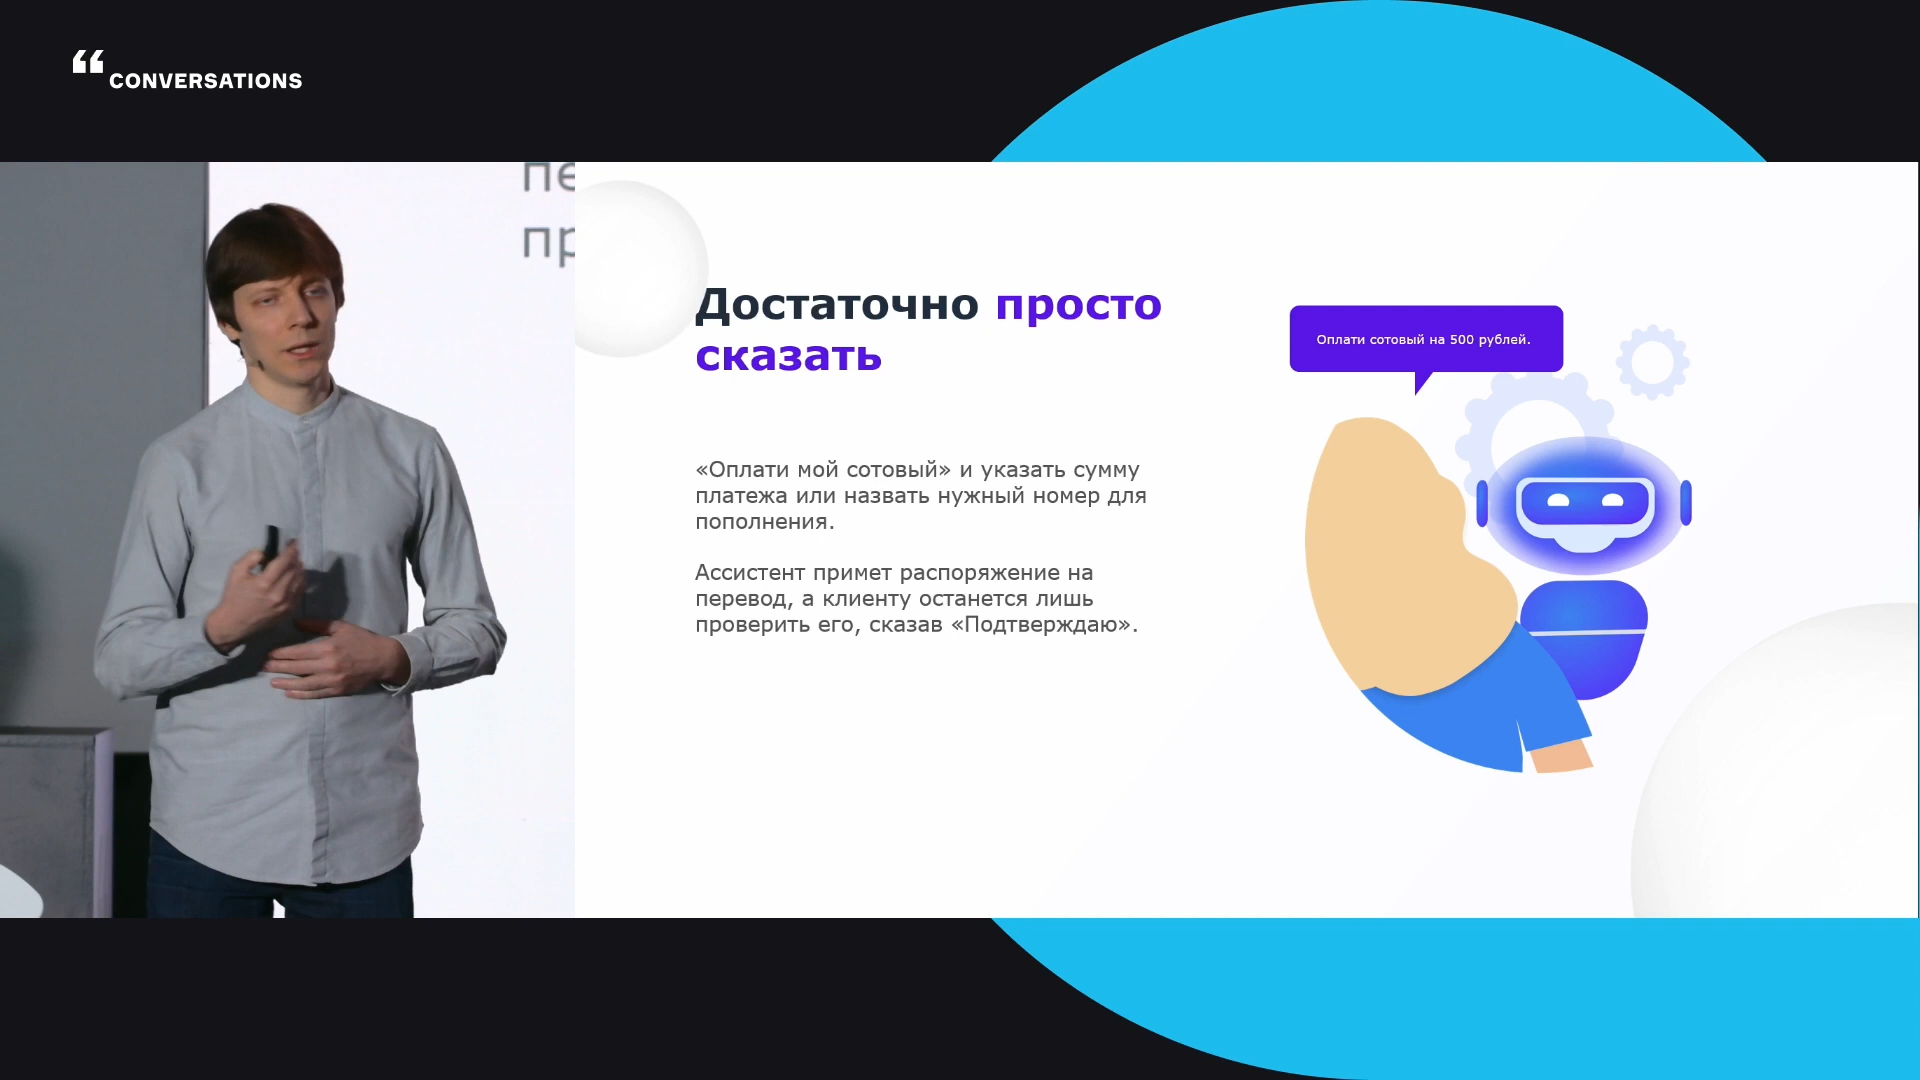 CONVERSATIONS
Достаточно просто
сказать
Оплати сотовый на 500 рублей.
«Оплати мой сотовый» и указать сумму
платежа или назвать нужный номер для
пополнения.
Ассистент примет распоряжение на
перевод, а клиенту останется лишь
проверить его, сказав «Подтверждаю».